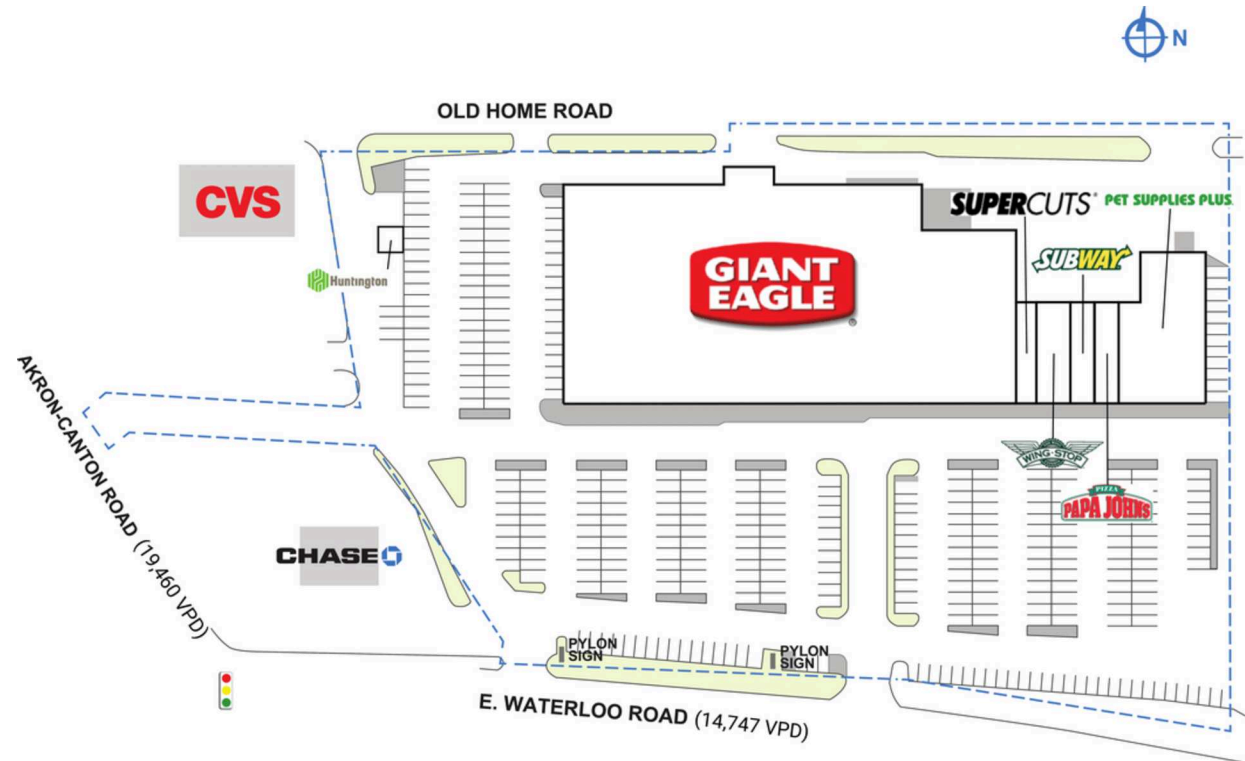 N
OLD HOME ROAD
CVS
SUPERCUTS®
PET SUPPLIES PLUS.
SUBWAY
Huntington
GIANT
EAGLE
®
AKRON-CANTON ROAD (19,460 VPD)
WING·STOP
PIZZA
PAPA JOHNS
CHASE
PYLON
SIGN
PYLON
SIGN
E. WATERLOO ROAD (14,747 VPD)